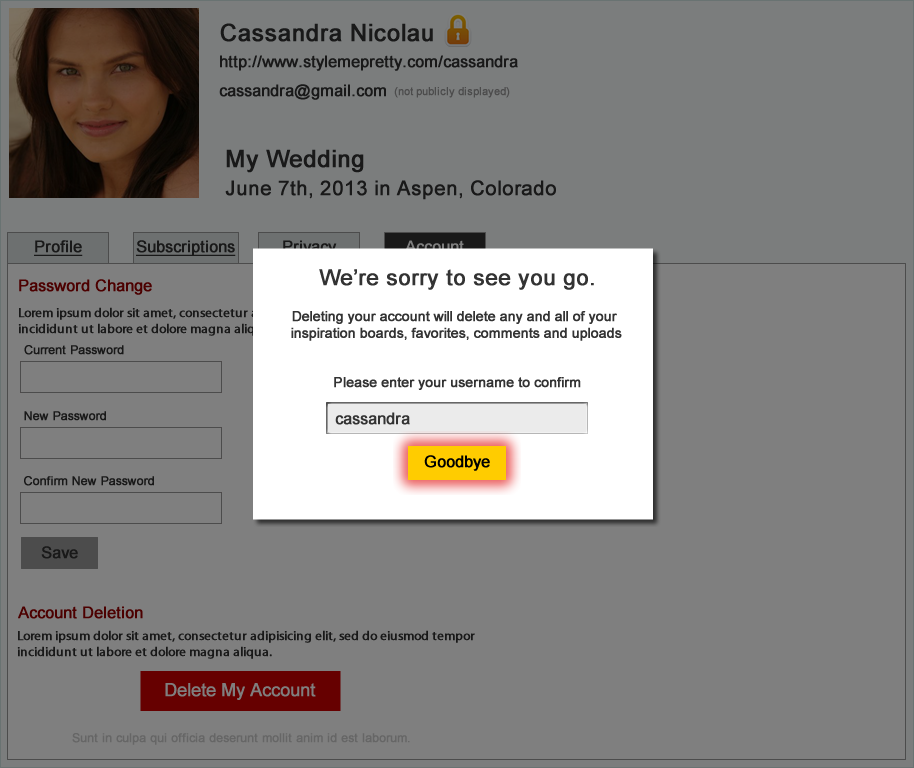 Cassandra Nicolau
http://www.stylemepretty.com/cassandra
cassandra@gmail.com (not publicly displayed)
My Wedding
June 7th, 2013 in Aspen, Colorado
Profile Subscriptions Privacy Account
Password Change
Lorem ipsum dolor sit amet, consectetur
incididunt ut labore et dolore magna aliq
Current Password
New Password
Confirm New Password
Save
We're sorry to see you go.
Deleting your account will delete any and all of your
inspiration boards, favorites, comments and uploads
Please enter your username to confirm
cassandra
Goodbye
Account Deletion
Lorem ipsum dolor sit amet, consectetur adipisicing elit, sed do eiusmod tempor
incididunt ut labore et dolore magna aliqua.
Delete My Account
Sunt in culpa qui officia deserunt mollit anim id est laborum.